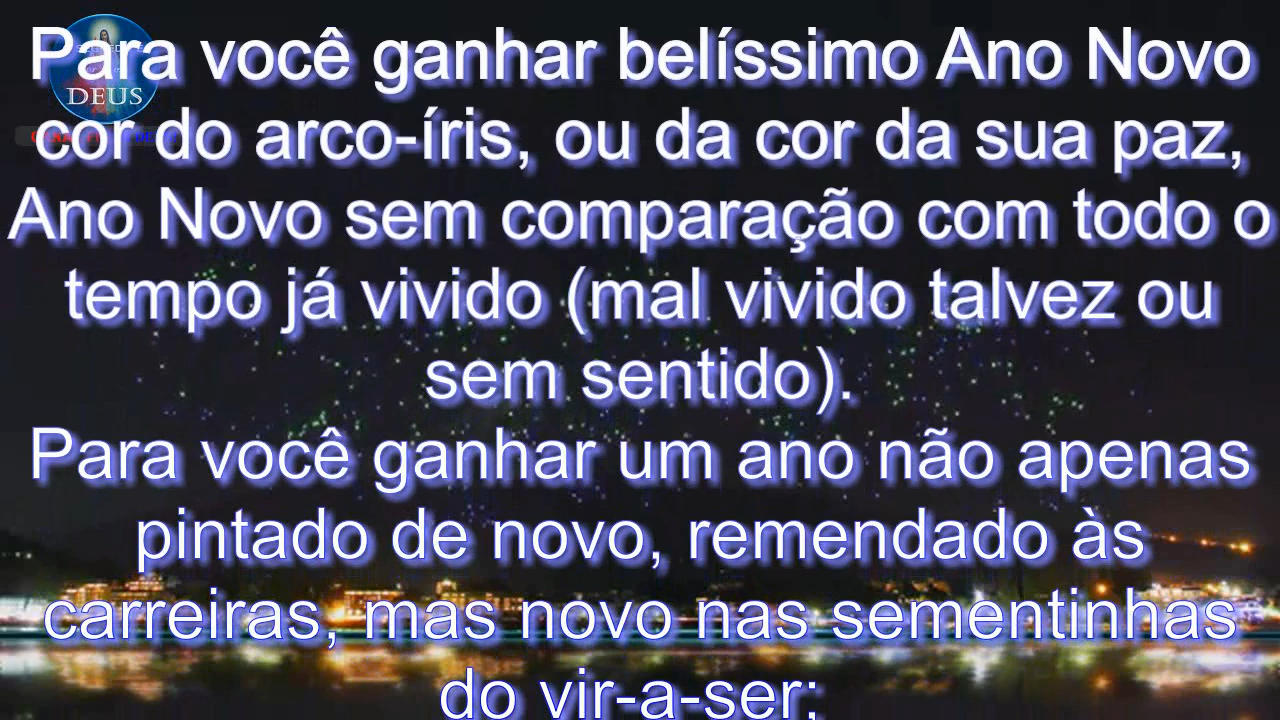 Para você ganhar belíssimo Ano Novo
DEUS
cor do arco-íris, ou da cor da sua paz,
Ano Novo sem comparação com todo o
tempo já vivido (mal vivido talvez ou
sem sentido).
Para você ganhar um ano não apenas
pintado de novo, remendado às
carreiras, mas novo nas sementinhas
do vir-a-ser;